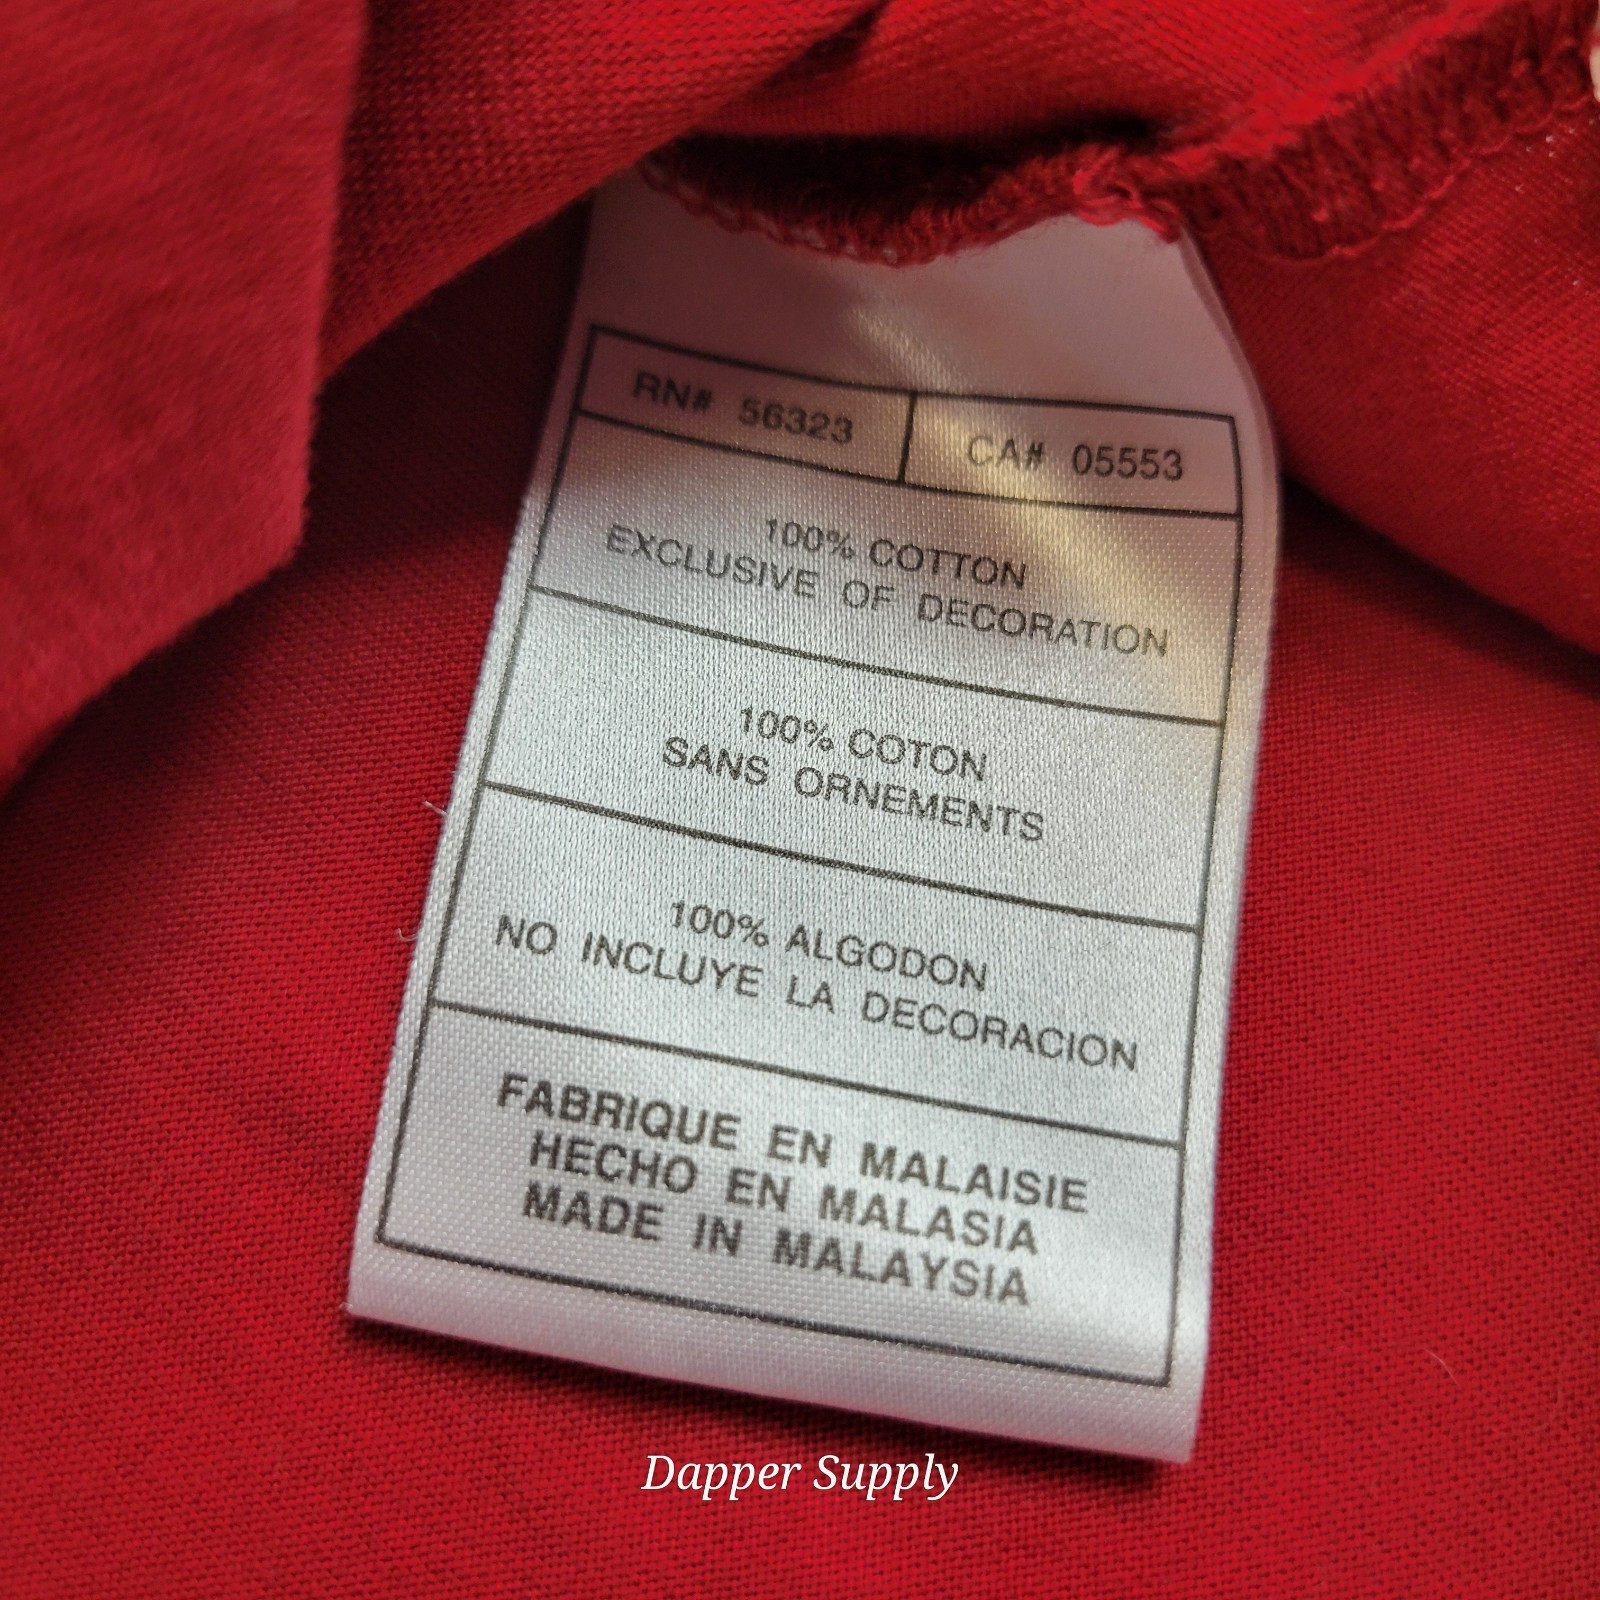 RN# 56323
CA# 05553
100% COTTON
EXCLUSIVE OF DECORATION
100% COTON
SANS ORNEMENTS
100% ALGODON
NO INCLUYE LA DECORACION
FABRIQUE EN MALAISIE
HECHO EN MALASIA
MADE IN MALAYSIA
Dapper Supply